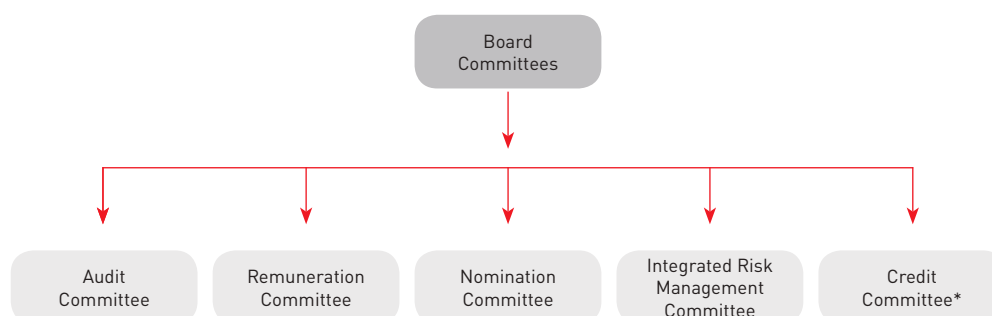 Board
Committees
Audit
Committee
Remuneration
Committee
Nomination
Committee
Integrated Risk
Management
Committee
Credit
Committee*